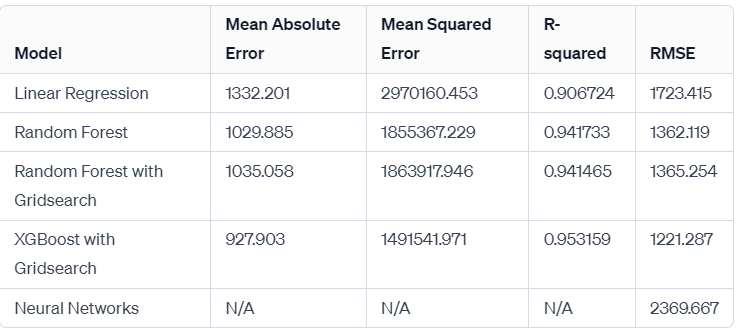 Model Mean Absolute Error Mean Squared Error R-squared RMSE
Linear Regression 1332.201 2970160.453 0.906724 1723.415
Random Forest 1029.885 1855367.229 0.941733 1362.119
Random Forest with Gridsearch 1035.058 1863917.946 0.941465 1365.254
XGBoost with Gridsearch 927.903 1491541.971 0.953159 1221.287
Neural Networks N/A N/A N/A 2369.667